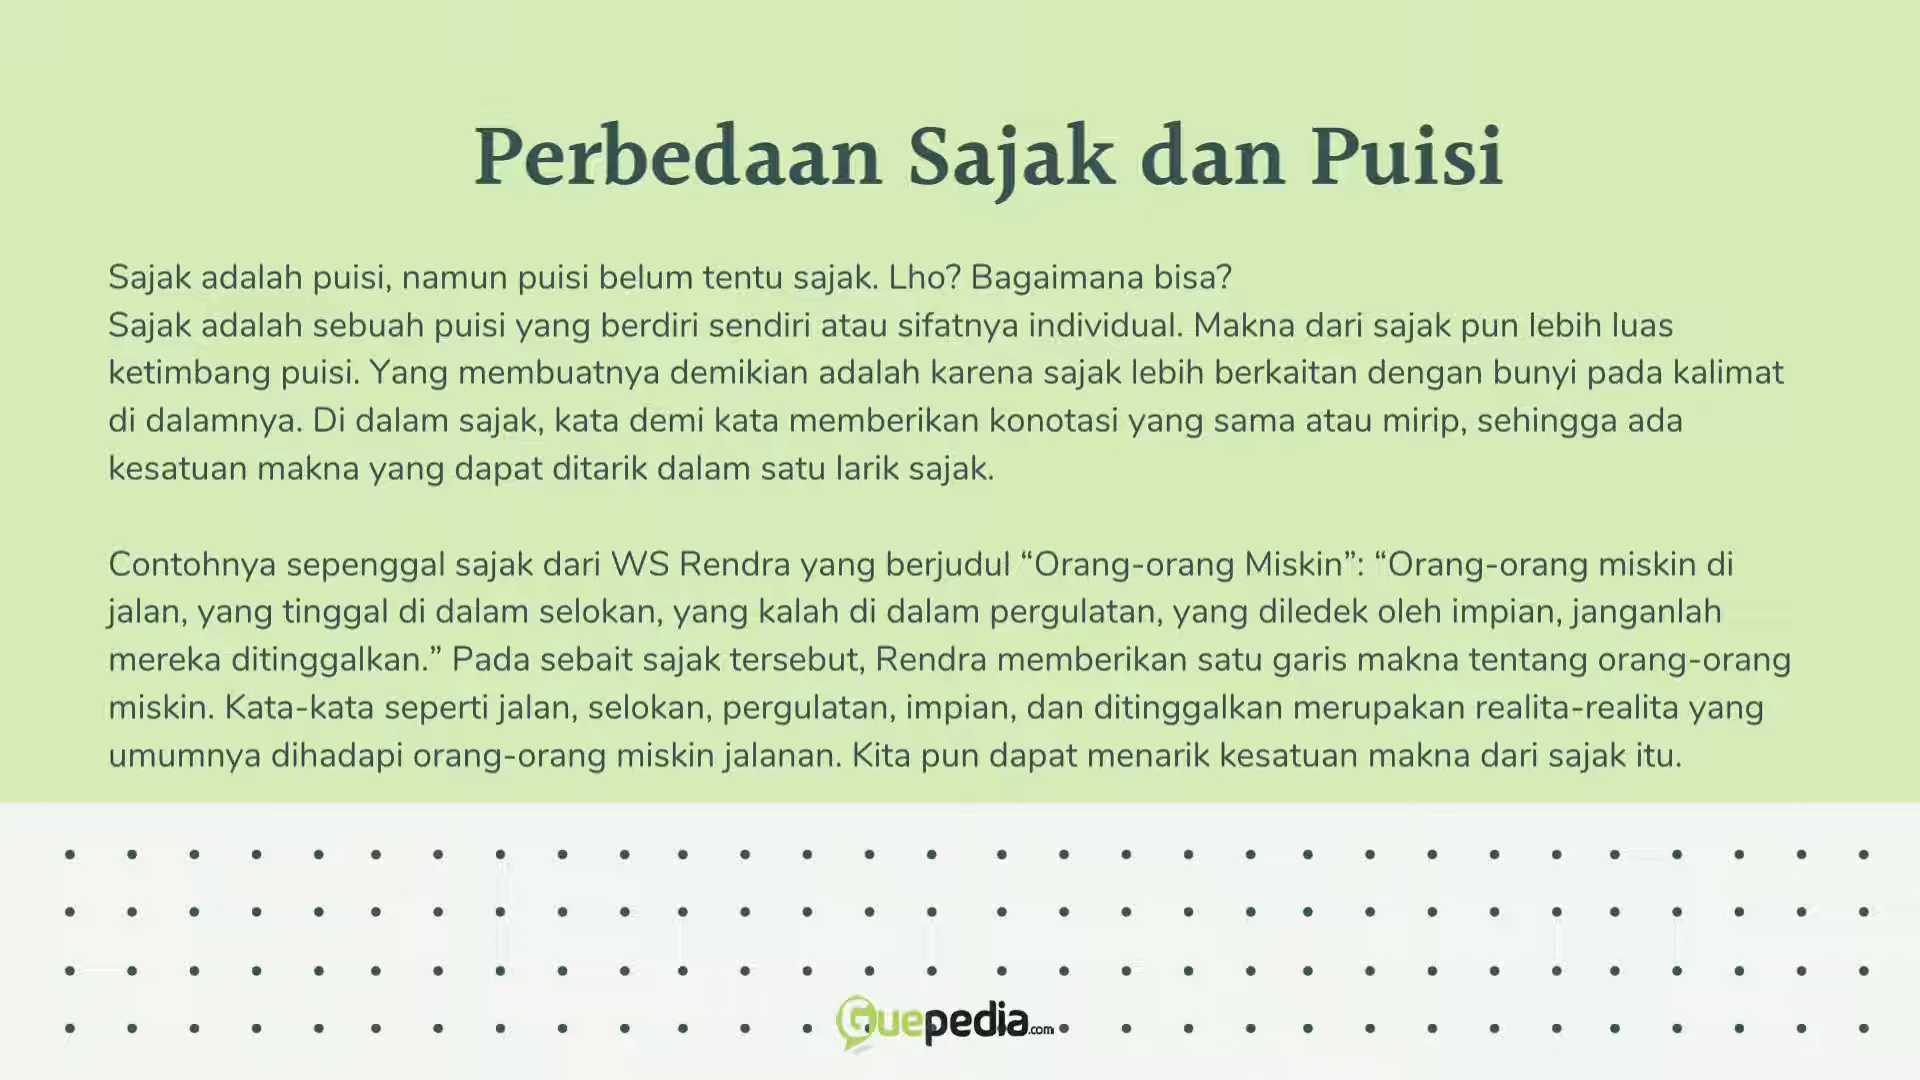 Perbedaan Sajak dan Puisi
Sajak adalah puisi, namun puisi belum tentu sajak. Lho? Bagaimana bisa?
Sajak adalah sebuah puisi yang berdiri sendiri atau sifatnya individual. Makna dari sajak pun lebih luas
ketimbang puisi. Yang membuatnya demikian adalah karena sajak lebih berkaitan dengan bunyi pada kalimat
di dalamnya. Di dalam sajak, kata demi kata memberikan konotasi yang sama atau mirip, sehingga ada
kesatuan makna yang dapat ditarik dalam satu larik sajak.
Contohnya sepenggal sajak dari WS Rendra yang berjudul “Orang-orang Miskin”: “Orang-orang miskin di
jalan, yang tinggal di dalam selokan, yang kalah di dalam pergulatan, yang diledek oleh impian, janganlah
mereka ditinggalkan.” Pada sebait sajak tersebut, Rendra memberikan satu garis makna tentang orang-orang
miskin. Kata-kata seperti jalan, selokan, pergulatan, impian, dan ditinggalkan merupakan realita-realita yang
umumnya dihadapi orang-orang miskin jalanan. Kita pun dapat menarik kesatuan makna dari sajak itu.
Guepedia.com